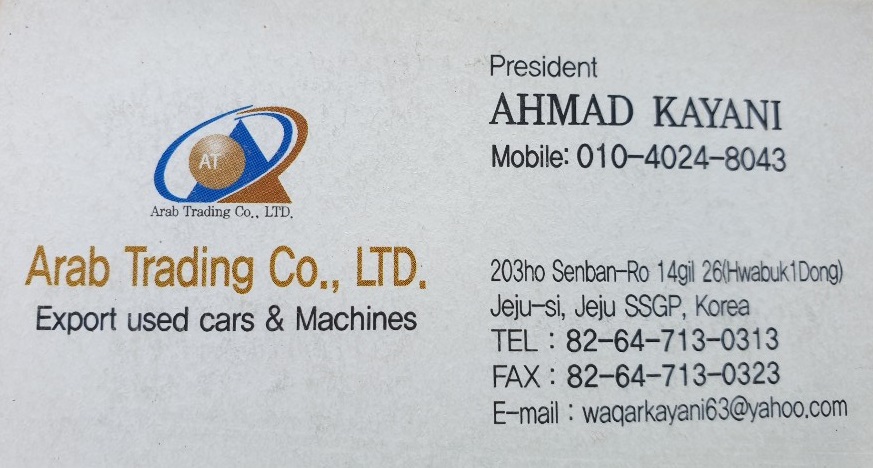 AT
Arab Trading Co., LTD.
Arab Trading Co., LTD.
Export used cars & Machines
President
AHMAD KAYANI
Mobile: 010-4024-8043
203ho Senban-Ro 14gil 26(Hwabuk1Dong)
Jeju-si, Jeju SSGP, Korea
TEL : 82-64-713-0313
FAX : 82-64-713-0323
E-mail : waqarkayani63@yahoo.com